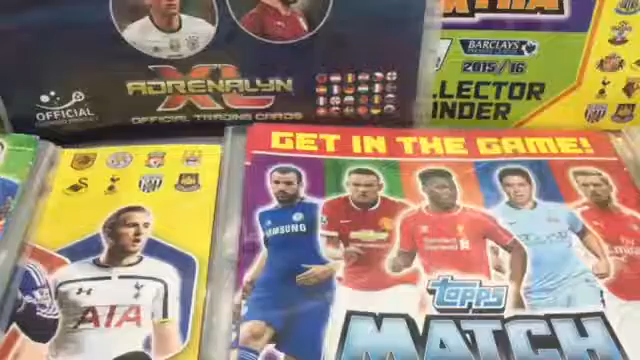 XTRA
BARCLAYS
2015/16
LLECTOR
INDER
ADRENALYN
XL
OFFICIAL TRADING CARDS
OFFICIAL
GET IN THE GAME!
SAMSUNG
AIA
topps
MATCH